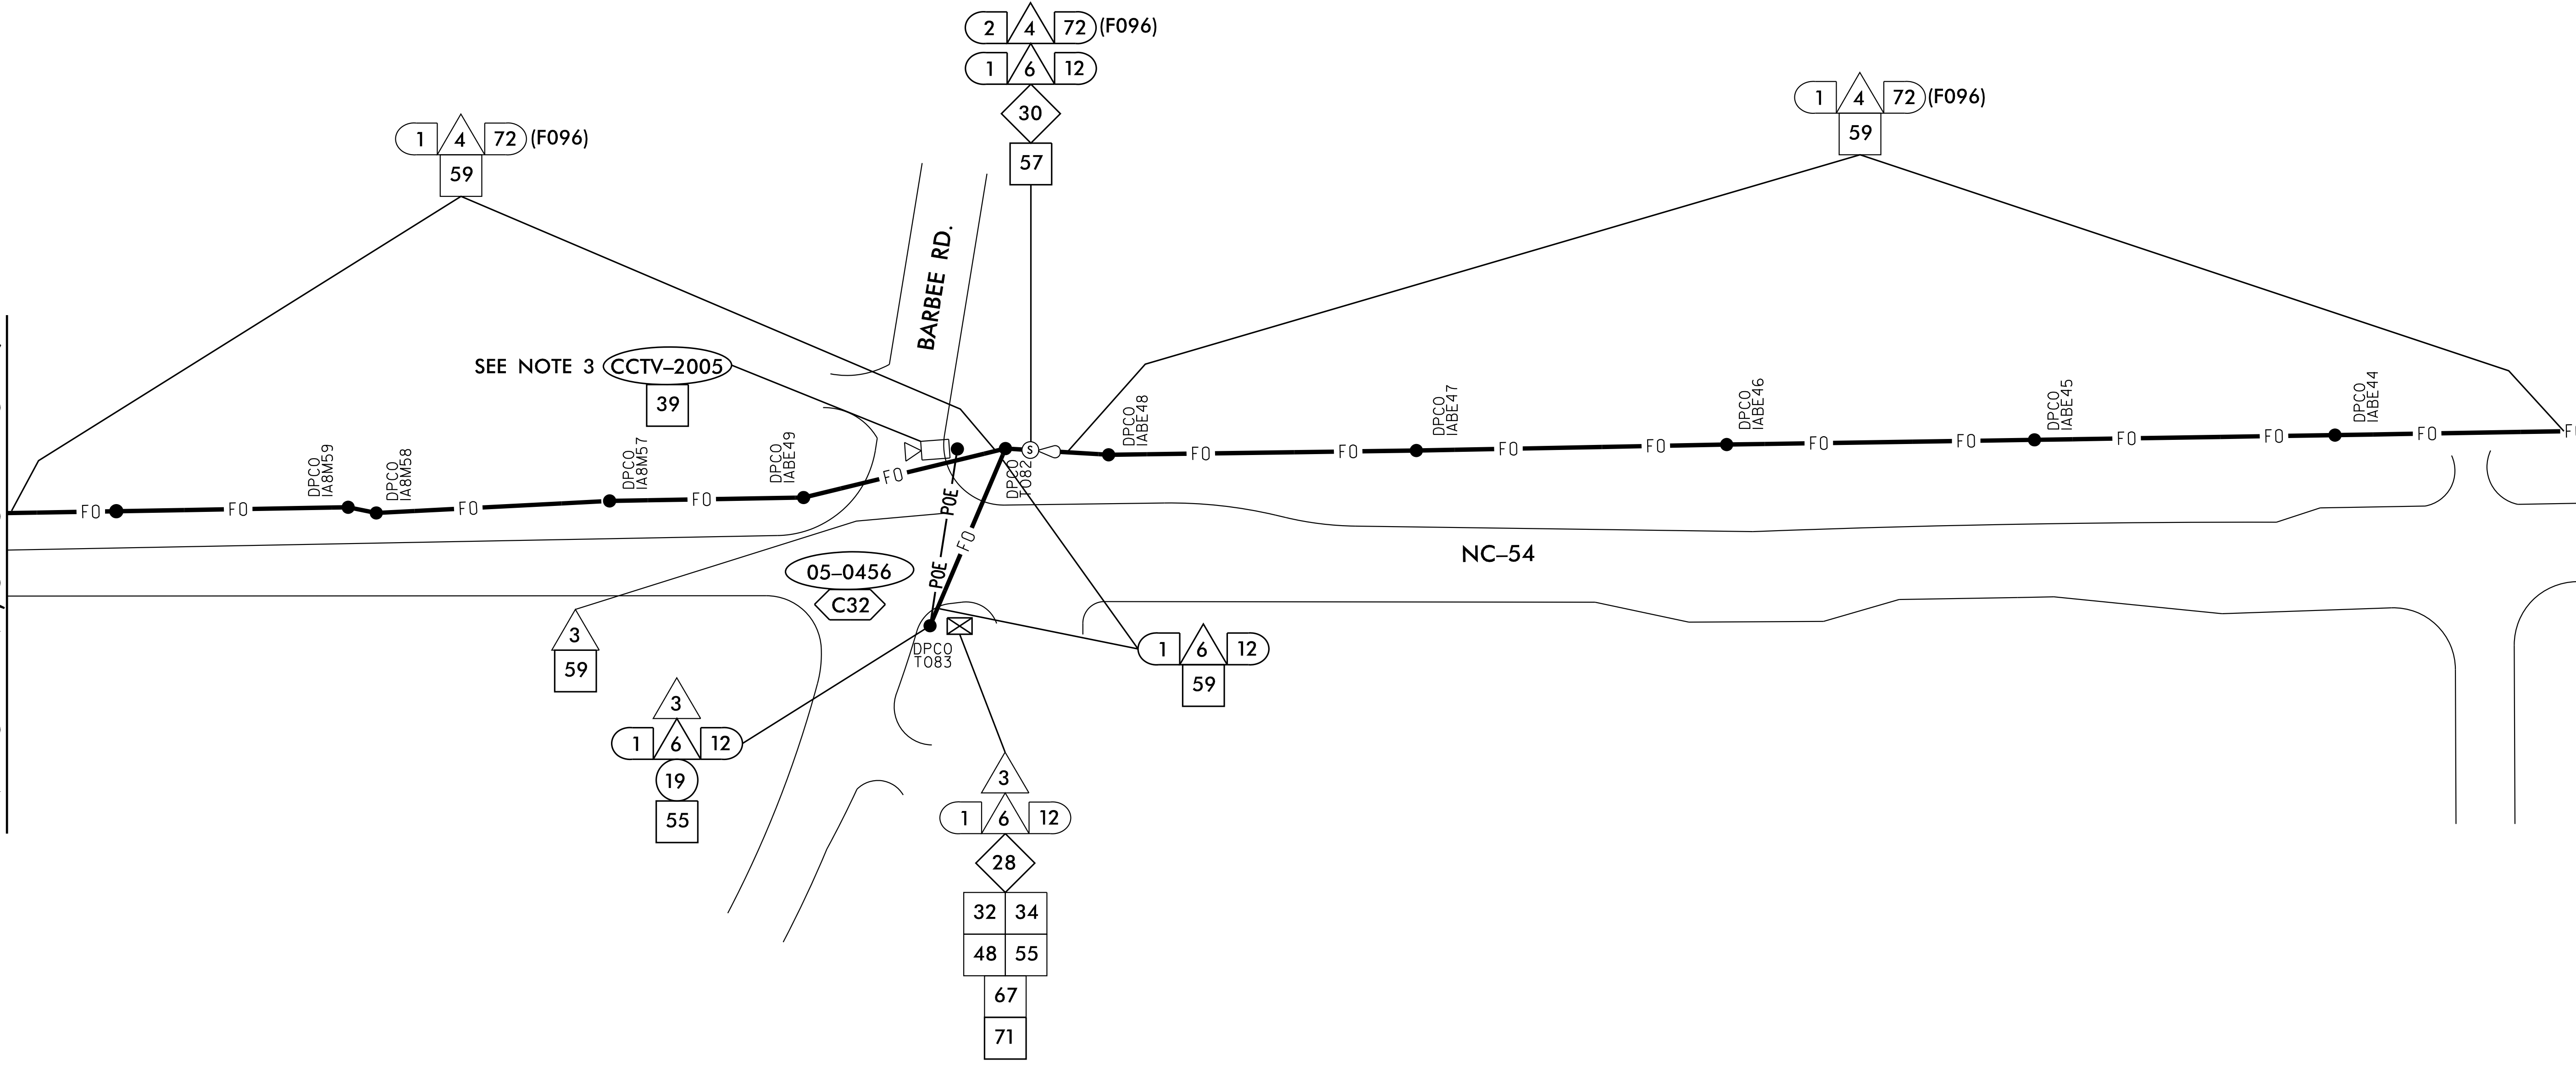 2 4 72 (F096)
1 6 12
30
57
1 4 72 (F096)
59
1 4 72 (F096)
59
BARBEE RD.
SEE NOTE 3 CCTV-2005
39
DPCO IA8M59
DPCO IA8M58
DPCO IA8M57
DPCO IABE49
DPCO TO82
S
DPCO IABE48
DPCO IABE47
DPCO IABE46
DPCO IABE45
DPCO IABE44
FO FO FO FO FO FO FO FO FO FO FO FO FO FO
FO
POE
POE
NC-54
05-0456
C32
DPCO
TO83
3
59
1 6 12
59
3
1 6 12
19
55
3
1 6 12
28
32 34
48 55
67
71